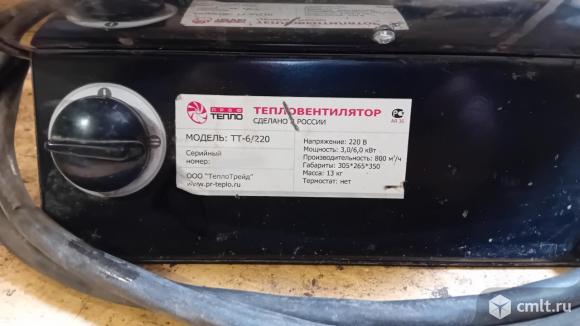 ПРОФ
ТЕПЛО
ТЕПЛОВЕНТИЛЯТОР
СДЕЛАНО В РОССИИ
АЯ 36
МОДЕЛЬ: ТТ-6/220
Серийный
номер:
ООО "ТеплоТрейд"
www.pr-teplo.ru
Напряжение: 220 В
Мощность: 3,0/6,0 кВт
Производительность: 800 м³/ч
Габариты: 305*265*350
Масса: 13 кг
Термостат: нет
cmlt.ru